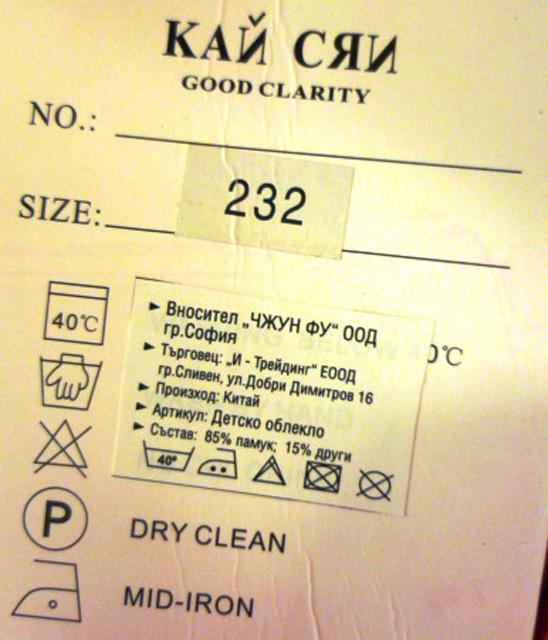 КАЙ СЯИ
GOOD CLARITY
NO.:
232
SIZE:
40℃
► Вносител „ЧЖУН ФУ“ ООД
гр.София
► Търговец: „И - Трейдинг“ ЕООД
гр.Сливен, ул.Добри Димитров 16
► Произход: Китай
► Артикул: Детско облекло
► Състав: 85% памук; 15% други
40°
P
DRY CLEAN
MID-IRON